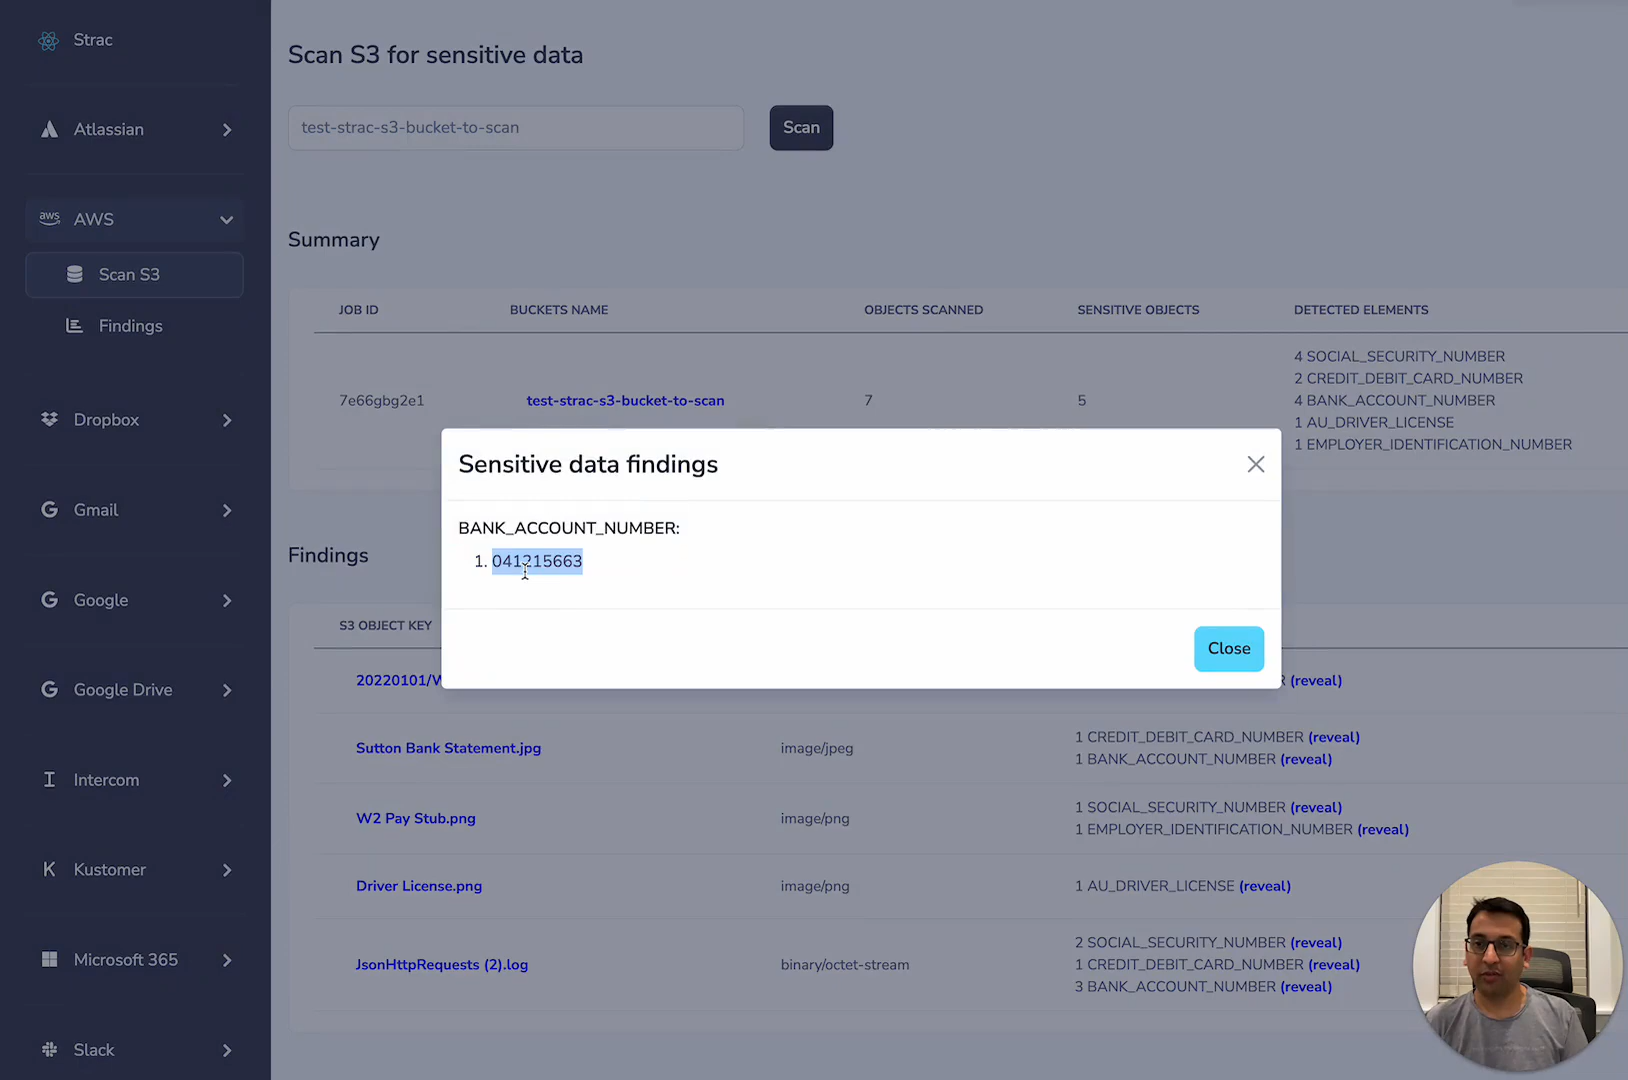 Strac
Atlassian
aws AWS
Scan S3
Findings
Dropbox
G Gmail
G Google
G Google Drive
I Intercom
K Kustomer
Microsoft 365
Slack
Scan S3 for sensitive data
test-strac-s3-bucket-to-scan
Scan
Summary
JOB ID BUCKETS NAME OBJECTS SCANNED SENSITIVE OBJECTS DETECTED ELEMENTS
7e66gbg2e1 test-strac-s3-bucket-to-scan 7 5
4 SOCIAL_SECURITY_NUMBER
2 CREDIT_DEBIT_CARD_NUMBER
4 BANK_ACCOUNT_NUMBER
1 AU_DRIVER_LICENSE
1 EMPLOYER_IDENTIFICATION_NUMBER
Sensitive data findings
BANK_ACCOUNT_NUMBER:
1. 041215663
Close
Findings
S3 OBJECT KEY
20220101/W (reveal)
Sutton Bank Statement.jpg image/jpeg
1 CREDIT_DEBIT_CARD_NUMBER (reveal)
1 BANK_ACCOUNT_NUMBER (reveal)
W2 Pay Stub.png image/png
1 SOCIAL_SECURITY_NUMBER (reveal)
1 EMPLOYER_IDENTIFICATION_NUMBER (reveal)
Driver License.png image/png 1 AU_DRIVER_LICENSE (reveal)
JsonHttpRequests (2).log binary/octet-stream
2 SOCIAL_SECURITY_NUMBER (reveal)
1 CREDIT_DEBIT_CARD_NUMBER (reveal)
3 BANK_ACCOUNT_NUMBER (reveal)